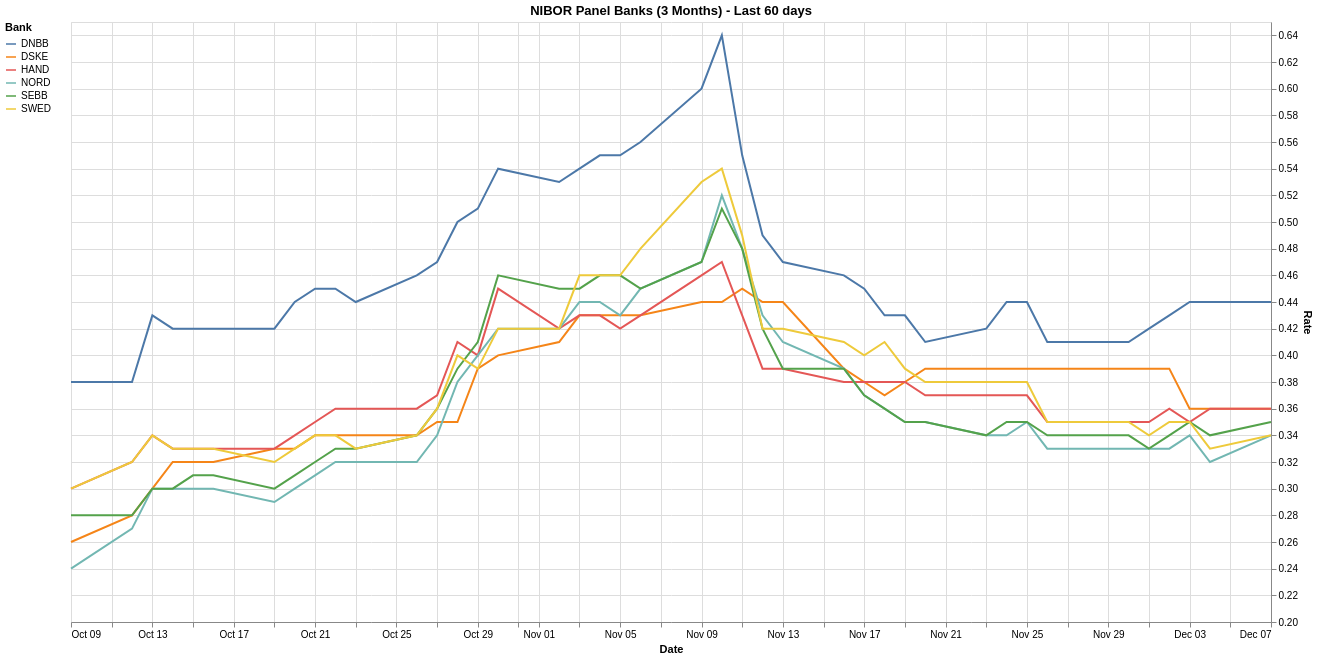 NIBOR Panel Banks (3 Months) - Last 60 days
Bank
DNBB
DSKE
HAND
NORD
SEBB
SWED
0.64
0.62
0.60
0.58
0.56
0.54
0.52
0.50
0.48
0.46
0.44
0.42
0.40
0.38
0.36
0.34
0.32
0.30
0.28
0.26
0.24
0.22
0.20
Rate
Oct 09 Oct 13 Oct 17 Oct 21 Oct 25 Oct 29 Nov 01 Nov 05 Nov 09 Nov 13 Nov 17 Nov 21 Nov 25 Nov 29 Dec 03 Dec 07
Date